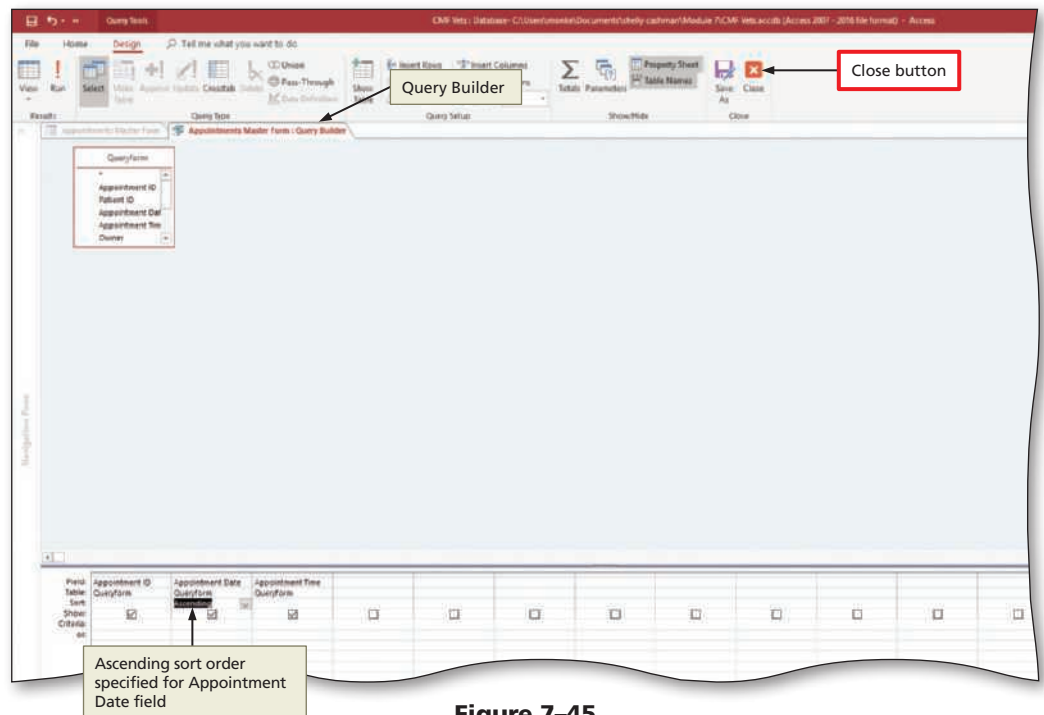 Query Tools
CMF Vets : Database- C:\Users\
Documents\shelly cashman\Module 7\CMF Vets.accdb (Access 2007 - 2016 file format) - Access
File Home Design Tell me what you want to do
Insert Rows Insert Columns
Union
Pass-Through
Data Definition
View Run Select Make Table Append Update Crosstab Delete Show Table
Totals Parameters
Property Sheet
Table Names
Save As Close
Query Builder
Close button
Results Query Type Query Setup Show/Hide Close
Appointments Master Form Appointments Master Form : Query Builder
Queryform
*
Appointment ID
Patient ID
Appointment Dat
Appointment Tim
Owner
Navigation Pane
Field: Appointment ID Appointment Date Appointment Time
Table: Queryform Queryform Queryform
Sort: Ascending
Show:
Criteria:
or:
Ascending sort order
specified for Appointment
Date field
Figure 7–45